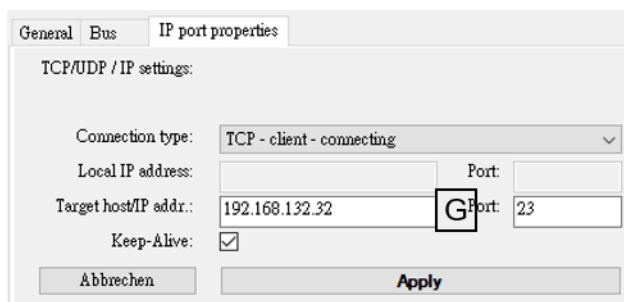 General Bus IP port properties
TCP/UDP / IP settings:
Connection type: TCP - client - connecting
Local IP address: Port:
Target host/IP addr.: 192.168.132.32 G Port: 23
Keep-Alive:
Abbrechen Apply